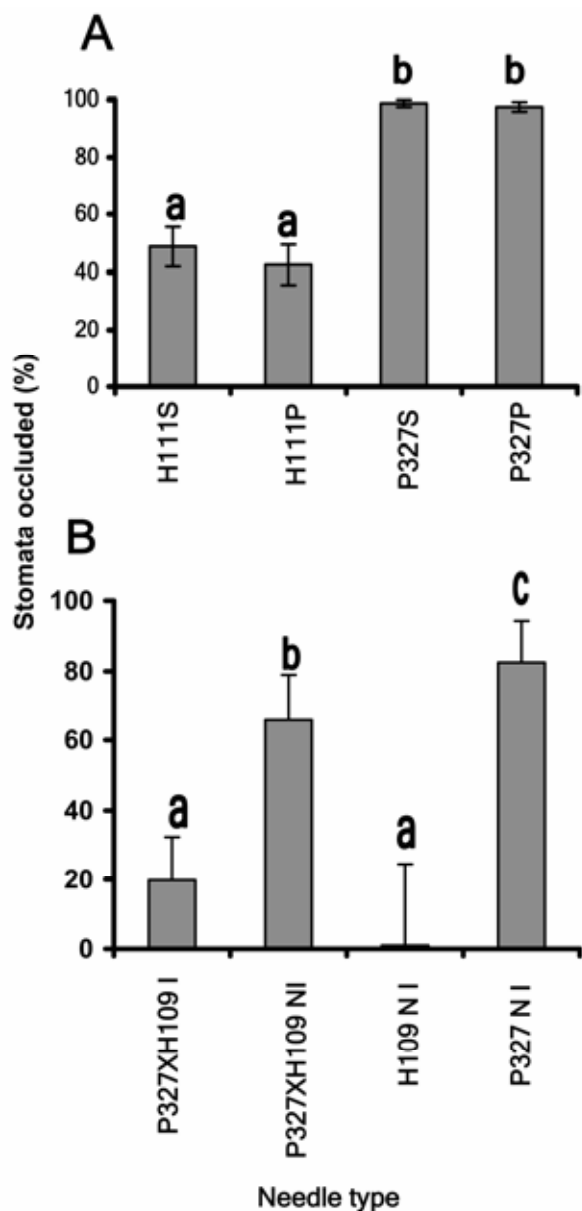 A
b b
100
80
a
a
60
40
20
0
H111S
H111P
P327S
P327P
Stomata occluded (%)
B
c
100
b
80
60
a
a
40
20
0
P327XH109 I
P327XH109 NI
H109 N I
P327 N I
Needle type